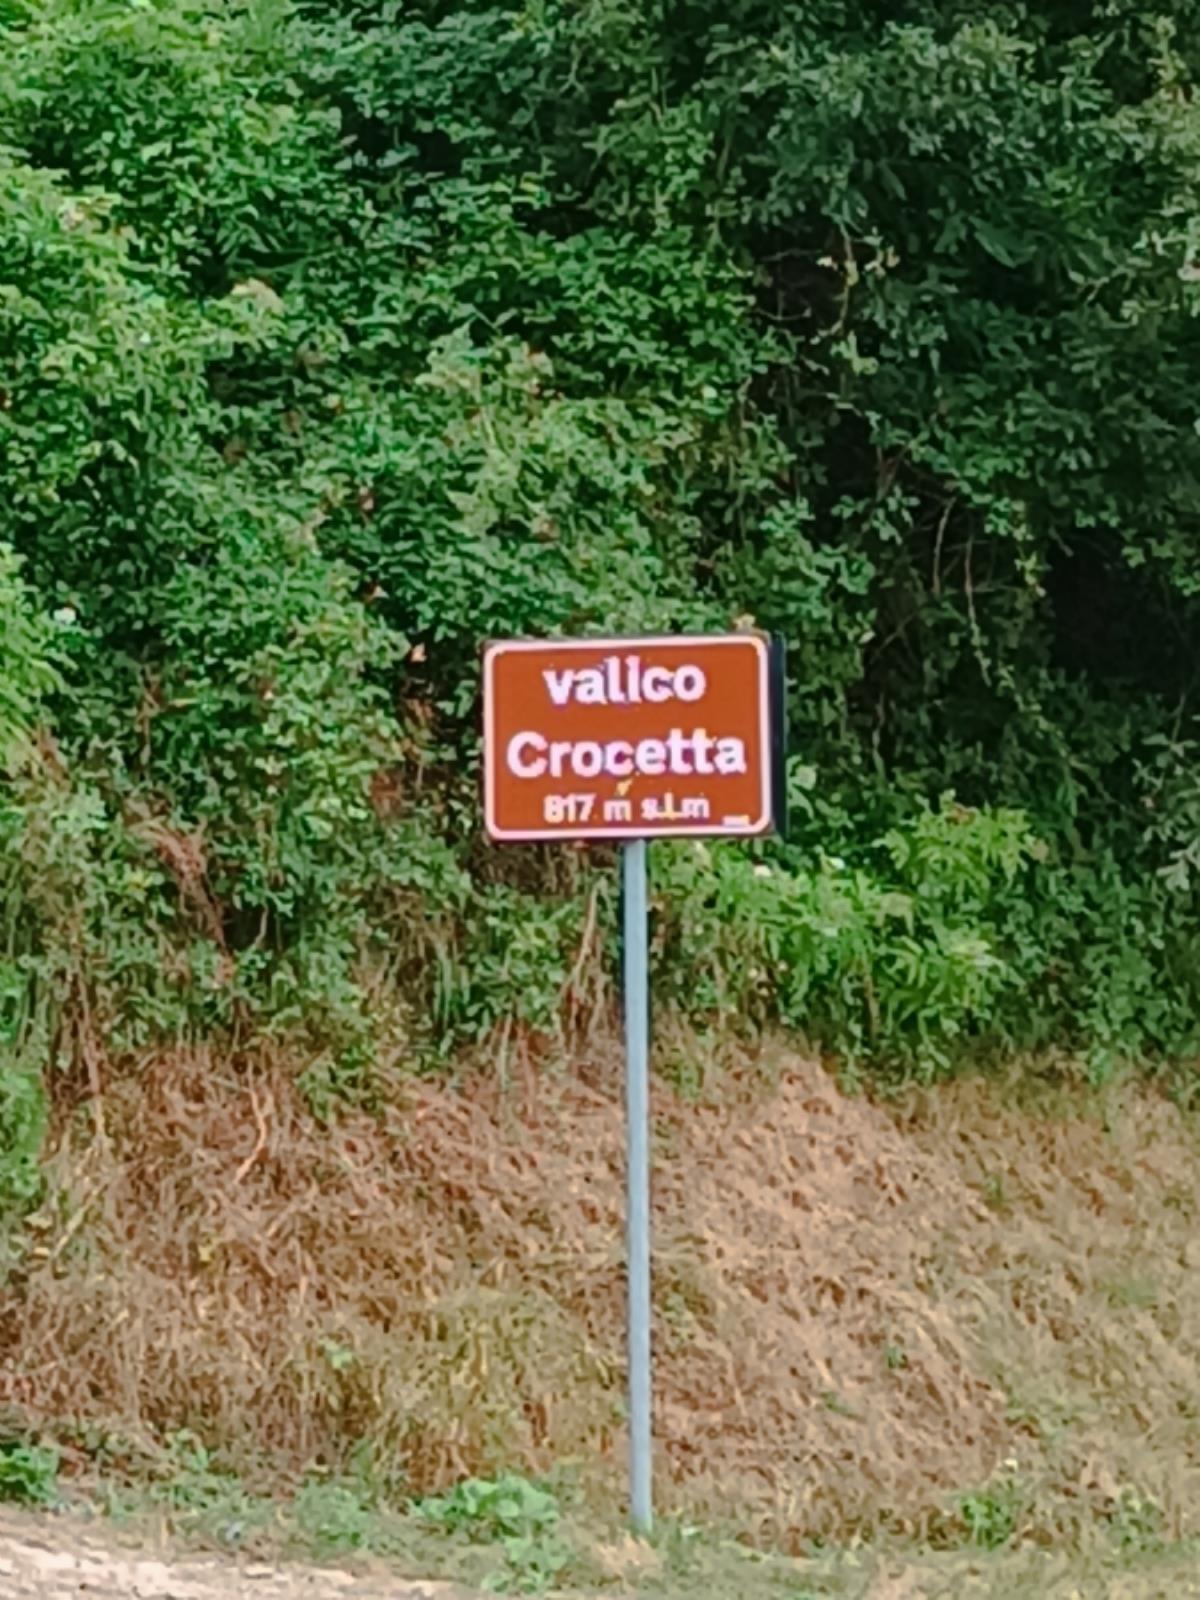 valico
Crocetta
817 m s.l.m